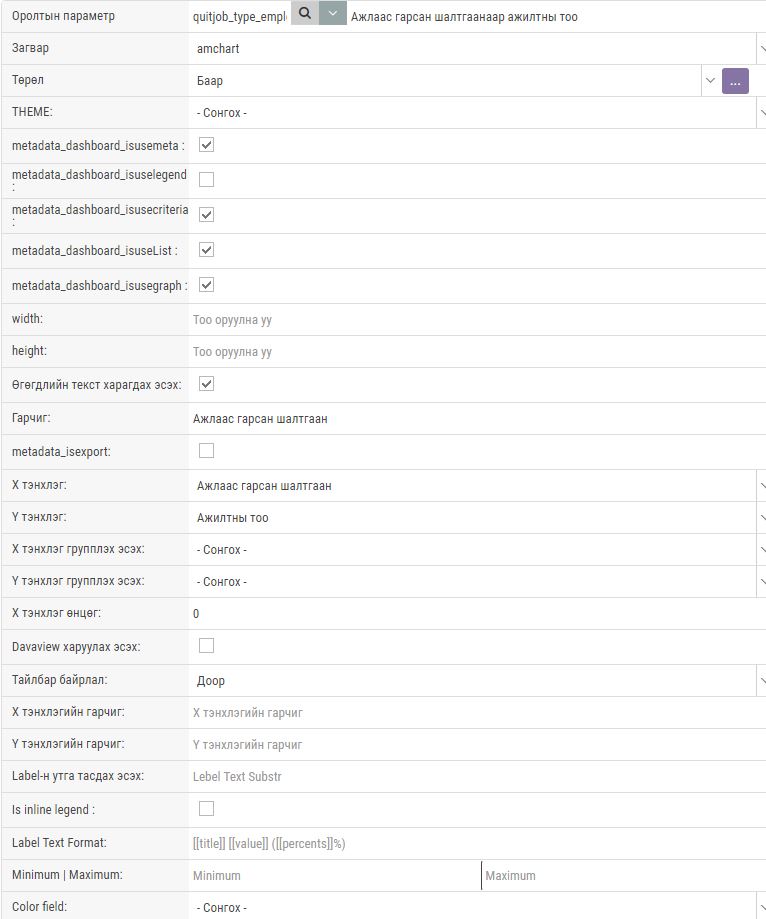 Оролтын параметр quitjob_type_empl Ажлаас гарсан шалтгаанаар ажилтны тоо
Загвар amchart
Төрөл Баар ...
THEME: - Сонгох -
metadata_dashboard_isusemeta :
metadata_dashboard_isuselegend
:
metadata_dashboard_isusecriteria
:
metadata_dashboard_isuseList :
metadata_dashboard_isusegraph :
width: Тоо оруулна уу
height: Тоо оруулна уу
Өгөгдлийн текст харагдах эсэх:
Гарчиг: Ажлаас гарсан шалтгаан
metadata_isexport:
X тэнхлэг: Ажлаас гарсан шалтгаан
Y тэнхлэг: Ажилтны тоо
X тэнхлэг групплэх эсэх: - Сонгох -
Y тэнхлэг групплэх эсэх: - Сонгох -
X тэнхлэг өнцөг: 0
Davaview харуулах эсэх:
Тайлбар байрлал: Доор
X тэнхлэгийн гарчиг: X тэнхлэгийн гарчиг
Y тэнхлэгийн гарчиг: Y тэнхлэгийн гарчиг
Label-н утга тасдах эсэх: Lebel Text Substr
Is inline legend :
Label Text Format: [[title]] [[value]] ([[percents]]%)
Minimum | Maximum: Minimum Maximum
Color field: - Сонгох -